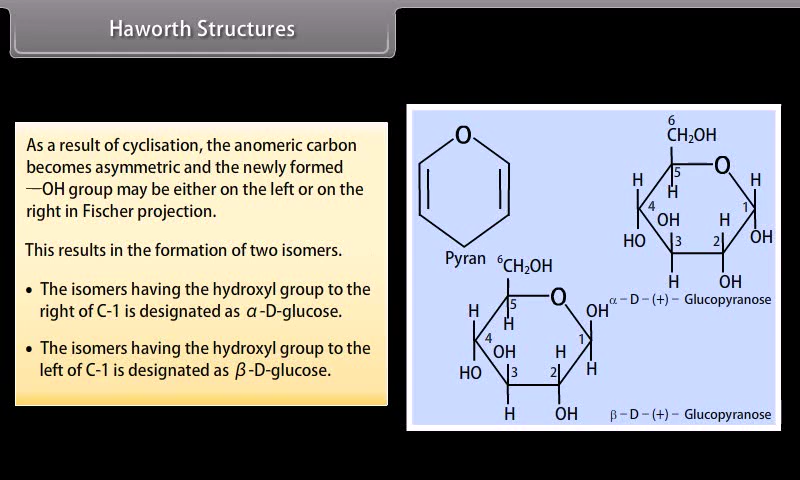 Haworth Structures
As a result of cyclisation, the anomeric carbon
becomes asymmetric and the newly formed
—OH group may be either on the left or on the
right in Fischer projection.
This results in the formation of two isomers.
• The isomers having the hydroxyl group to the
right of C-1 is designated as α-D-glucose.
• The isomers having the hydroxyl group to the
left of C-1 is designated as β-D-glucose.
O
Pyran
6
CH₂OH
5
O
H
H
H
4
OH
H
1
HO
3
2
OH
H
OH
α – D – (+) – Glucopyranose
⁶CH₂OH
5
O
OH
H
H
4
OH
H
1
HO
3
2
H
H
OH
β – D – (+) – Glucopyranose